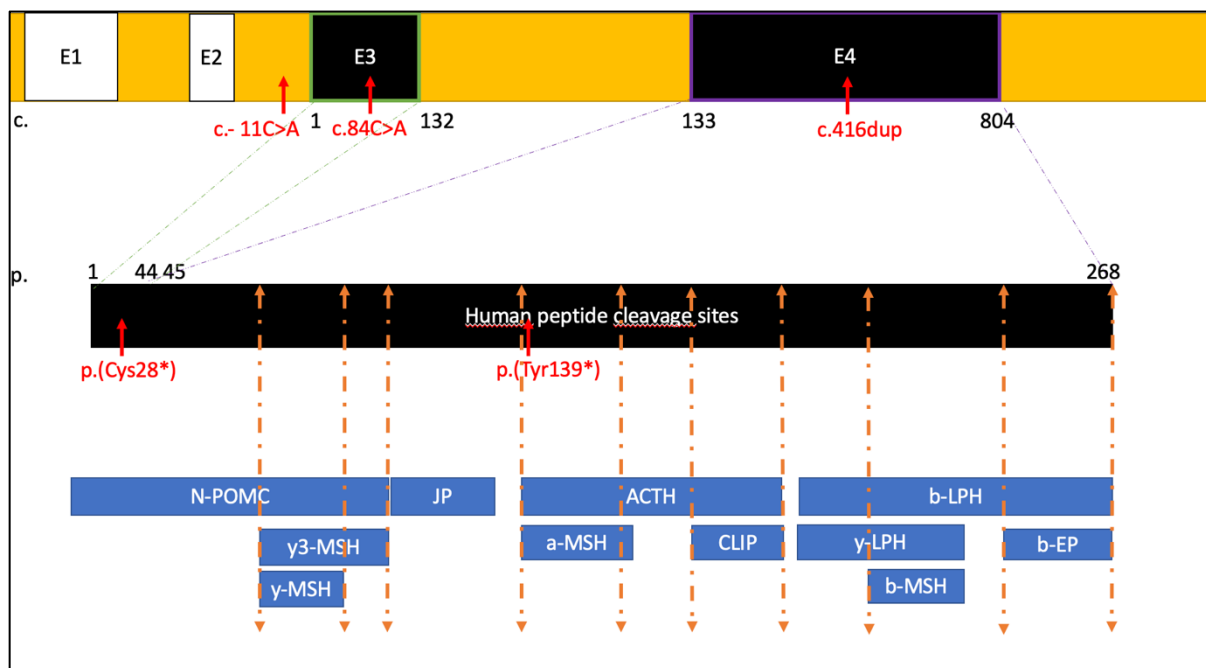 E1 E2 E3 E4
c. c.- 11C>A 1 c.84C>A 132 133 c.416dup 804
p. 1 44 45 268
Human peptide cleavage sites
p.(Cys28*) p.(Tyr139*)
N-POMC JP ACTH b-LPH
y3-MSH a-MSH CLIP y-LPH b-EP
y-MSH b-MSH